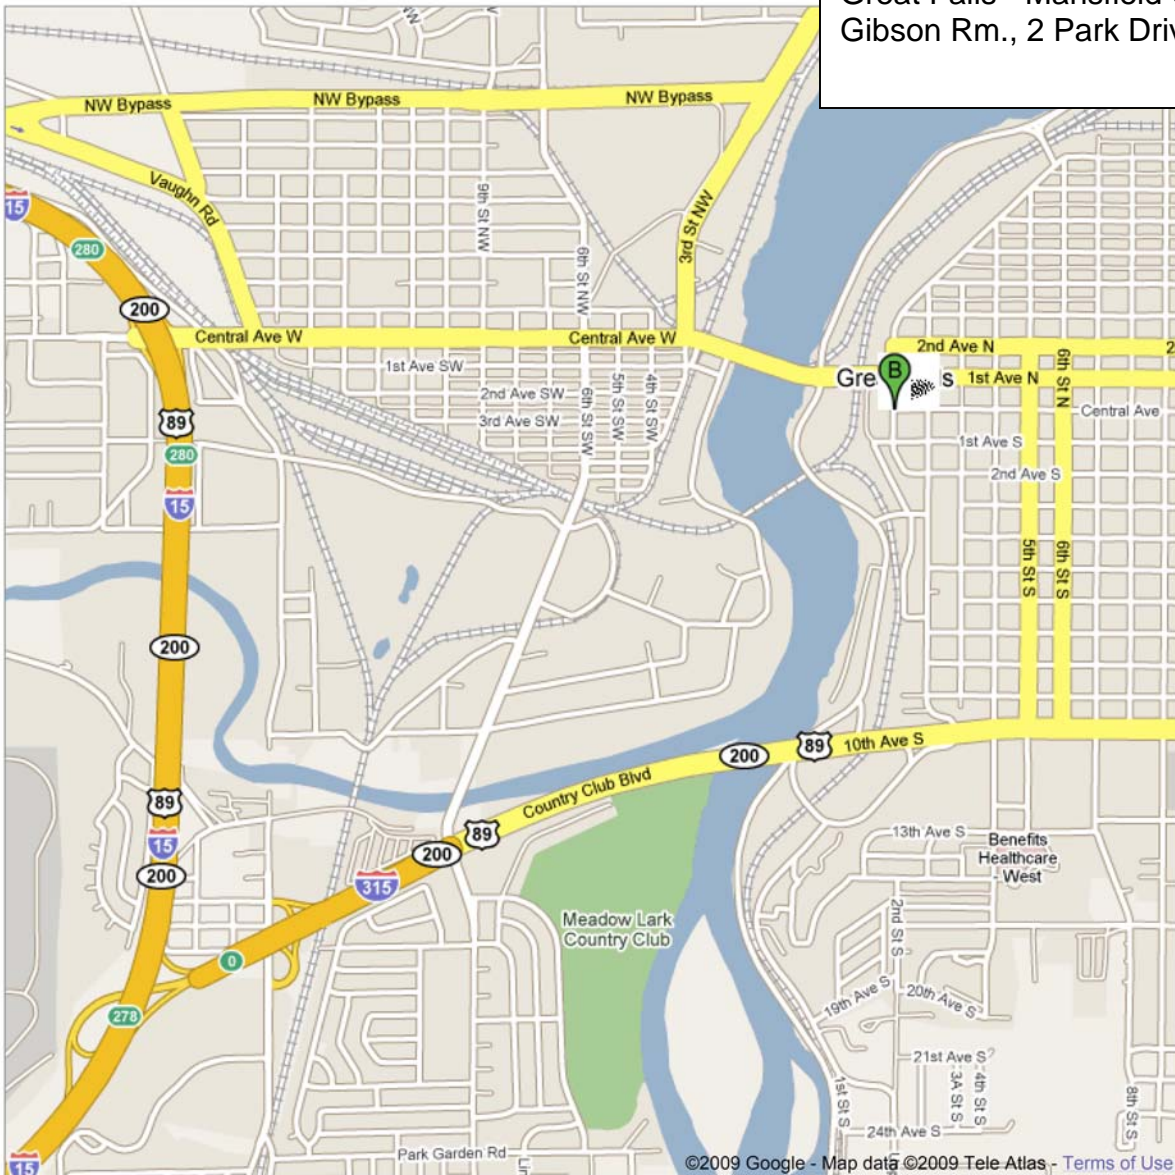 Gibson Rm., 2 Park Driv
NW
NW Bypass
NW Bypass
NW Bypass
Vaughn Rd
15
280
200
9th St NW
6th St NW
3rd St NW
Central Ave W
Central Ave W
2nd Ave N
2
1st Ave SW
Gre
B
s
1st Ave N
6th St N
2nd Ave SW
5th St SW
4th St SW
6th St SW
Central Ave
89
3rd Ave SW
1st Ave S
280
2nd Ave S
15
5th St S
6th St S
200
200
89
10th Ave S
Country Club Blvd
89
15
89
200
315
200
13th Ave S
Benefits
Healthcare
- West
Meadow Lark
Country Club
2nd St S
0
278
19th Ave S
20th Ave S
21st Ave S
3A St S
4th St S
1st St S
8th St S
24th Ave S
Park Garden Rd
15
©2009 Google - Map data ©2009 Tele Atlas - Terms of Use